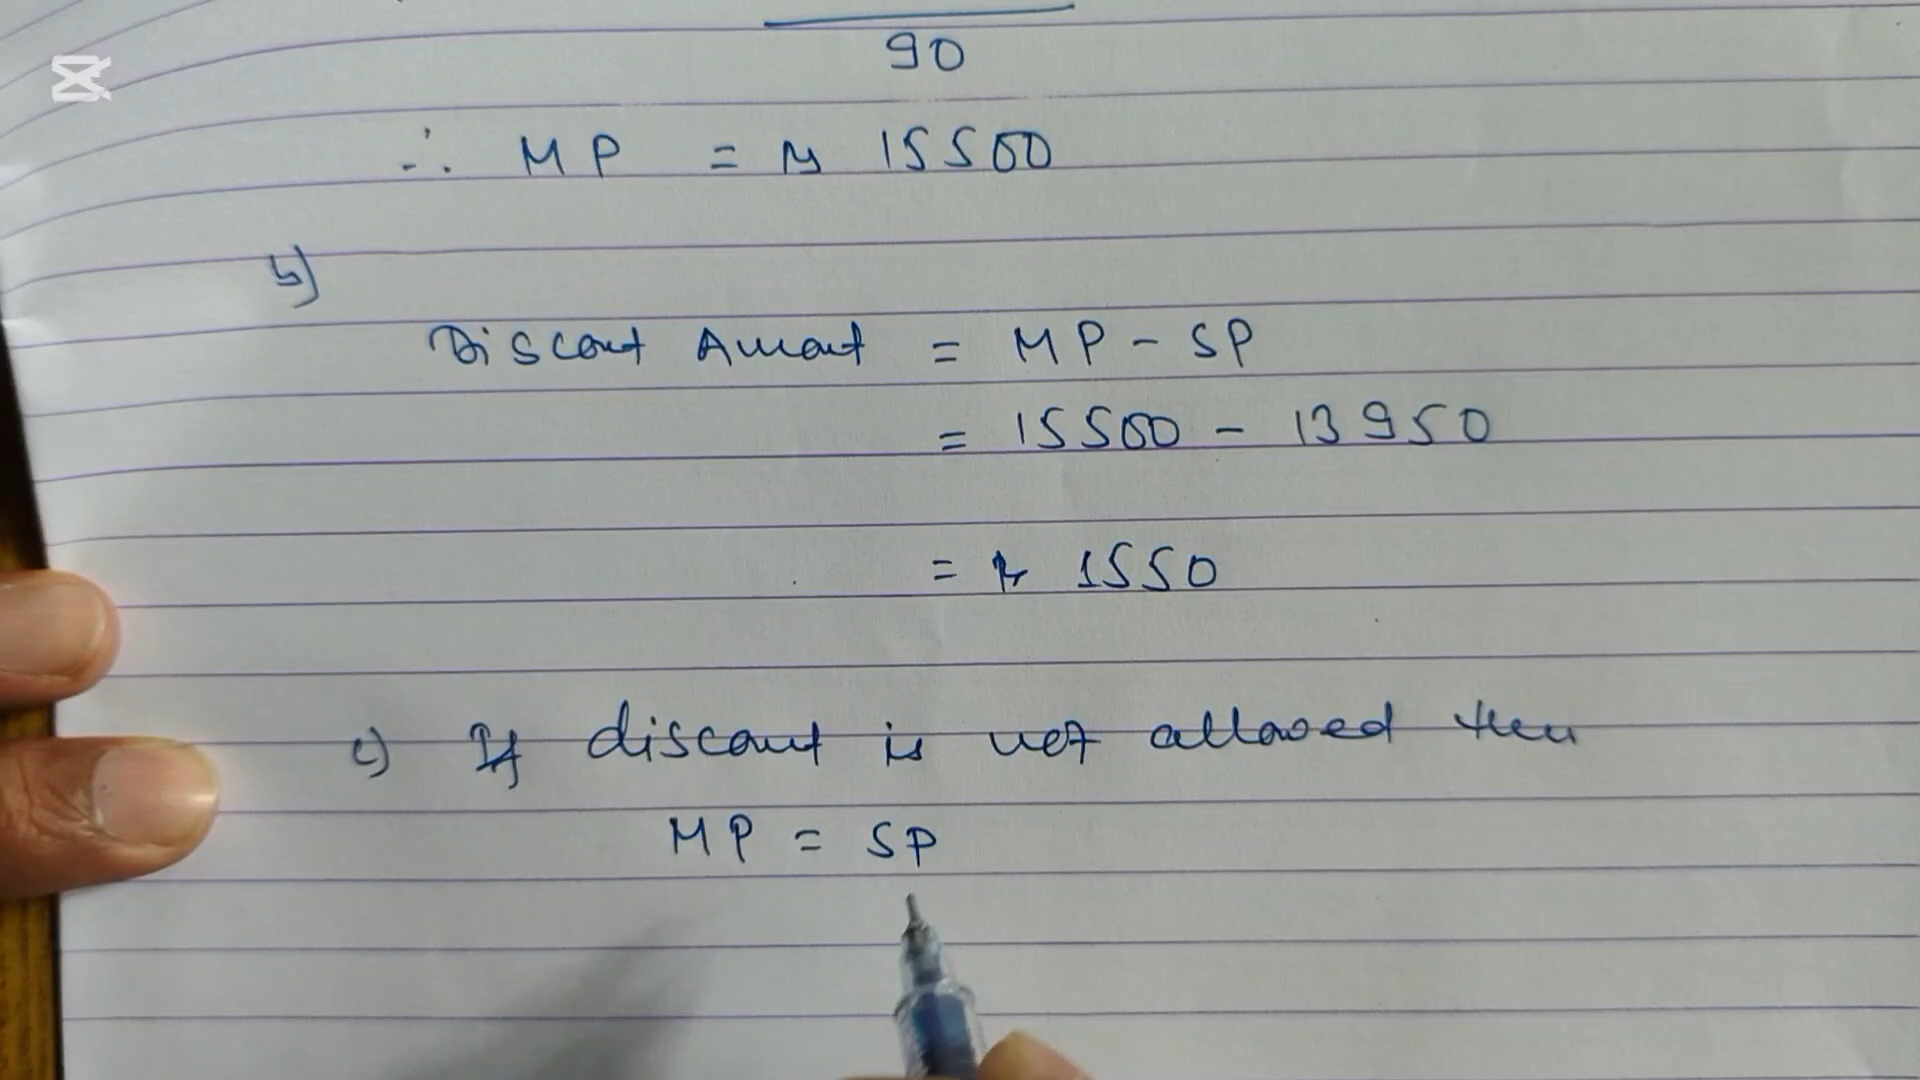 90
∴ MP = Rs 15500
b)
Discount Amount = MP - SP
= 15500 - 13950
= Rs 1550
c) If discount is not allowed then
MP = SP